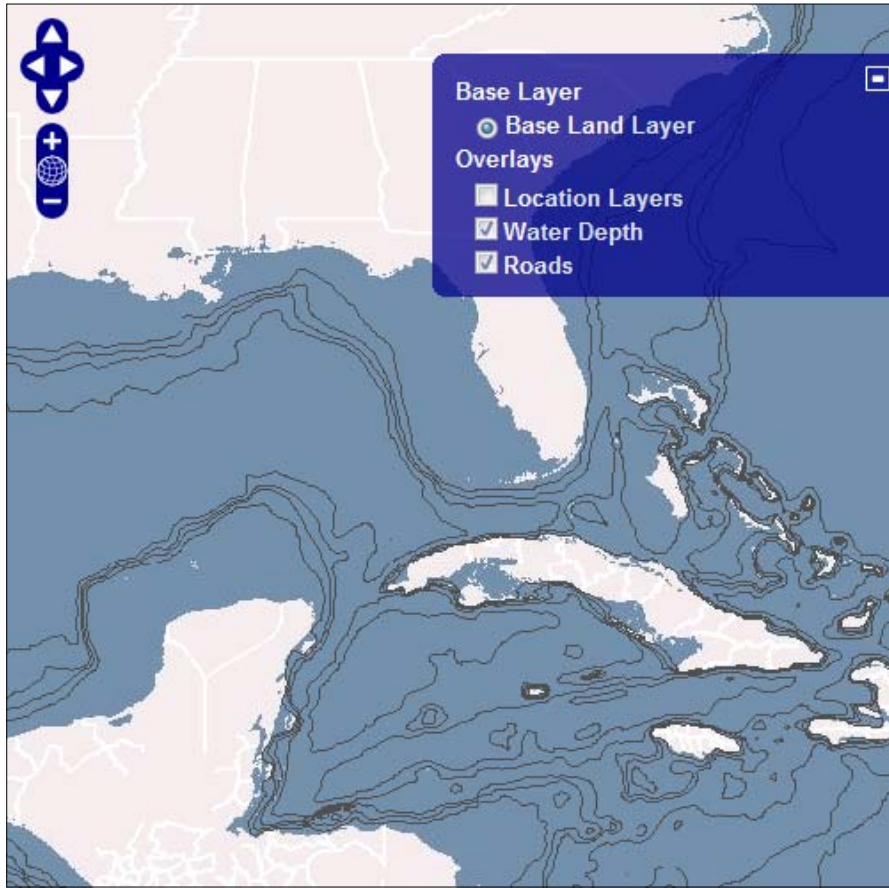 Base Layer
Base Land Layer
Overlays
Location Layers
Water Depth
Roads